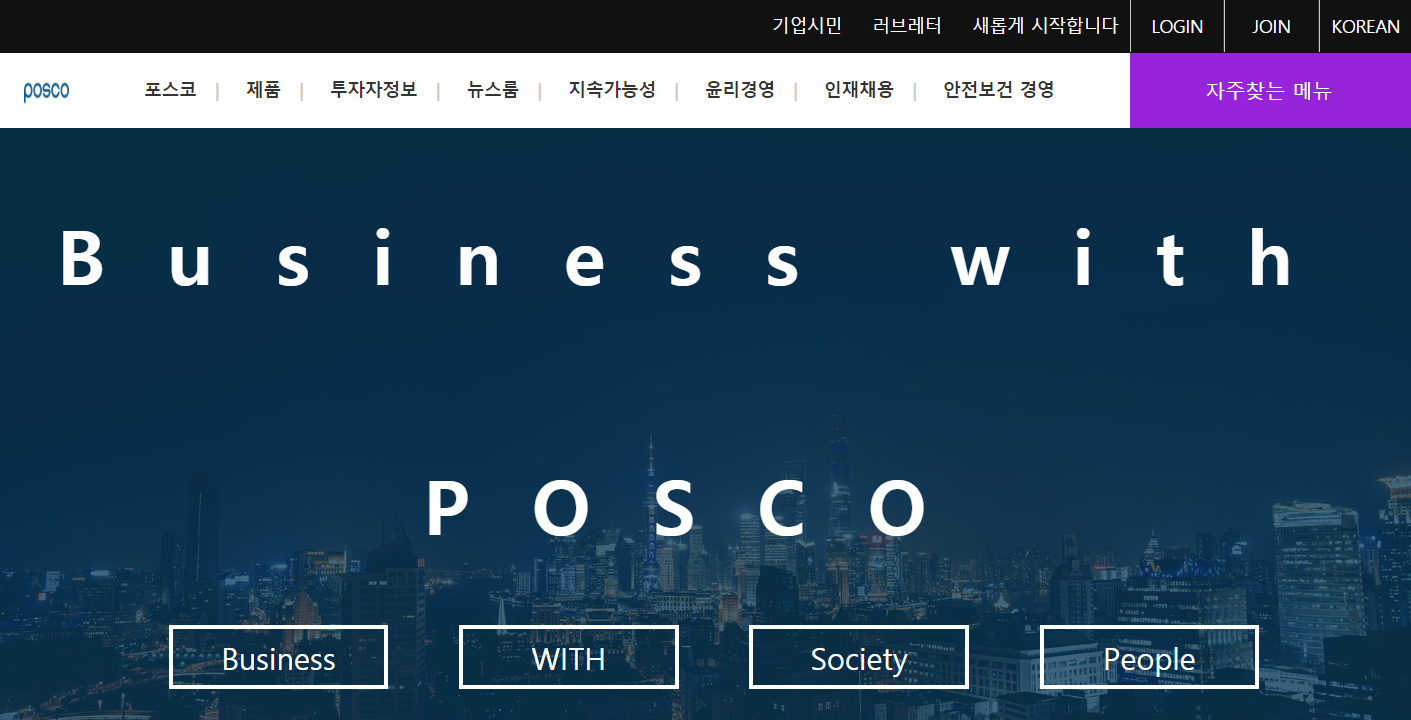 기업시민 러브레터 새롭게 시작합니다 LOGIN JOIN KOREAN
posco 포스코 | 제품 | 투자자정보 | 뉴스룸 | 지속가능성 | 윤리경영 | 인재채용 | 안전보건 경영 자주찾는 메뉴
Business with
POSCO
Business WITH Society People